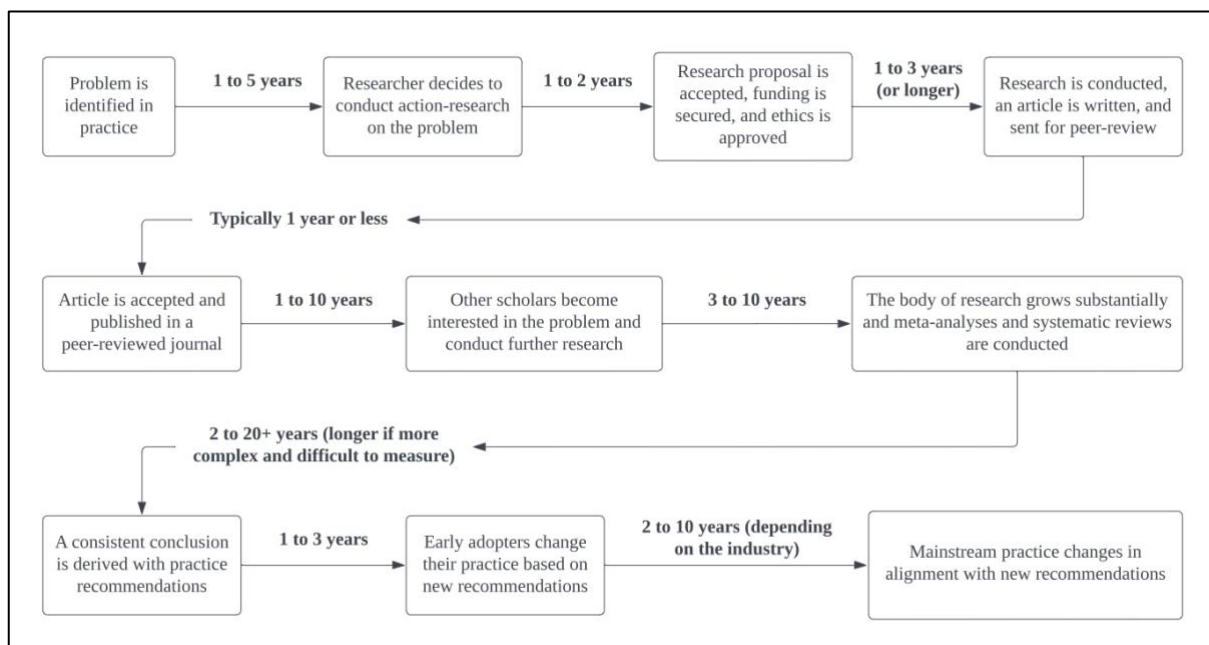 Problem is
identified in
practice
1 to 5 years
Researcher decides to
conduct action-research
on the problem
1 to 2 years
Research proposal is
accepted, funding is
secured, and ethics is
approved
1 to 3 years
(or longer)
Research is conducted,
an article is written, and
sent for peer-review
Typically 1 year or less
Article is accepted and
published in a
peer-reviewed journal
1 to 10 years
Other scholars become
interested in the problem and
conduct further research
3 to 10 years
The body of research grows substantially
and meta-analyses and systematic reviews
are conducted
2 to 20+ years (longer if more
complex and difficult to measure)
A consistent conclusion
is derived with practice
recommendations
1 to 3 years
Early adopters change
their practice based on
new recommendations
2 to 10 years (depending
on the industry)
Mainstream practice changes in
alignment with new recommendations